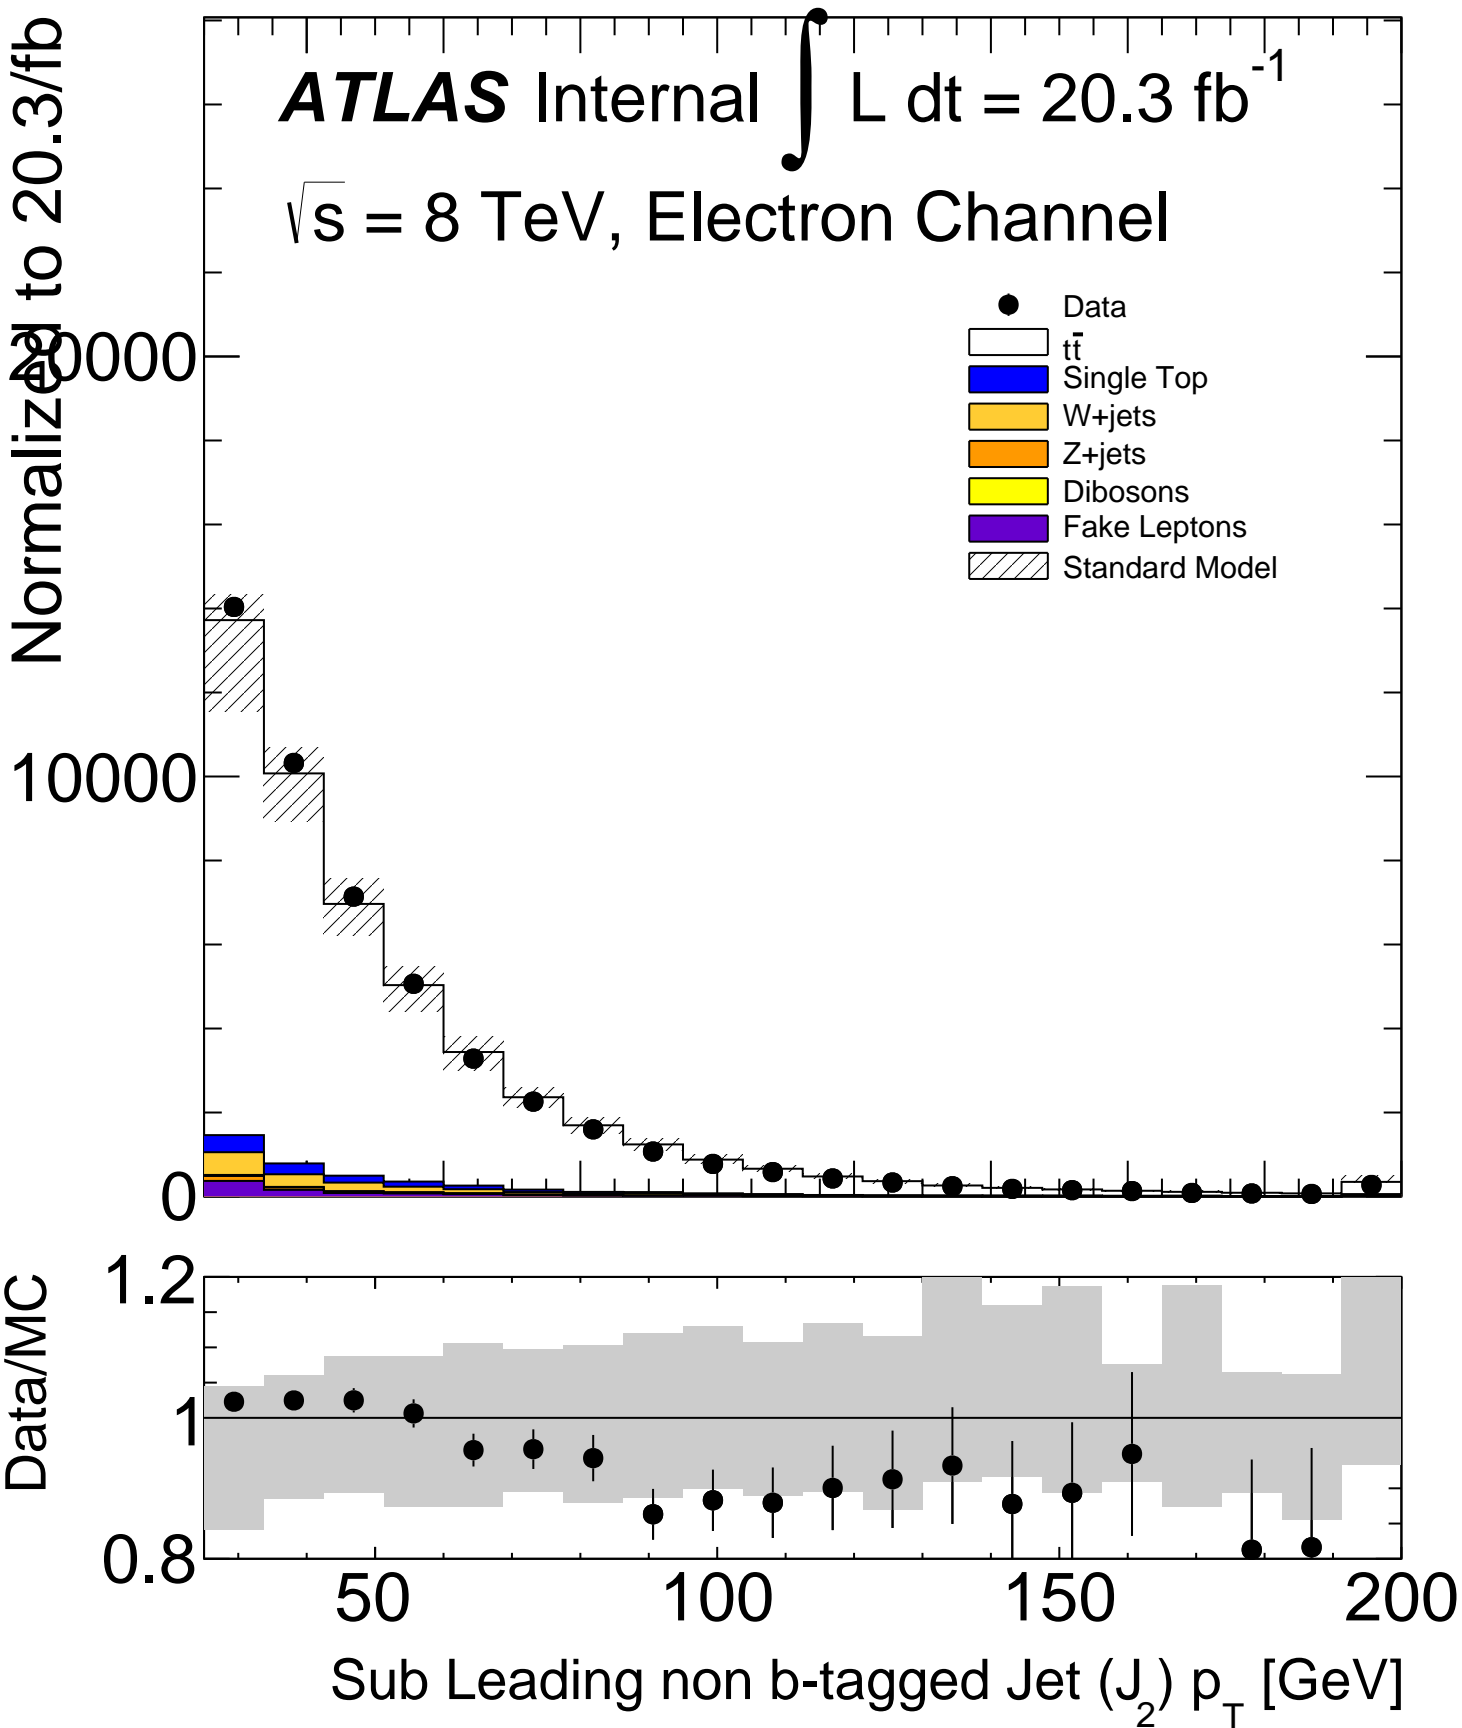 Normalized to 20.3/fb
ATLAS Internal ∫ L dt = 20.3 fb-1
√s = 8 TeV, Electron Channel
Data
tt̄
Single Top
W+jets
Z+jets
Dibosons
Fake Leptons
Standard Model
20000
10000
0
Data/MC
1.2
1
0.8
50 100 150 200
Sub Leading non b-tagged Jet (J2) pT [GeV]